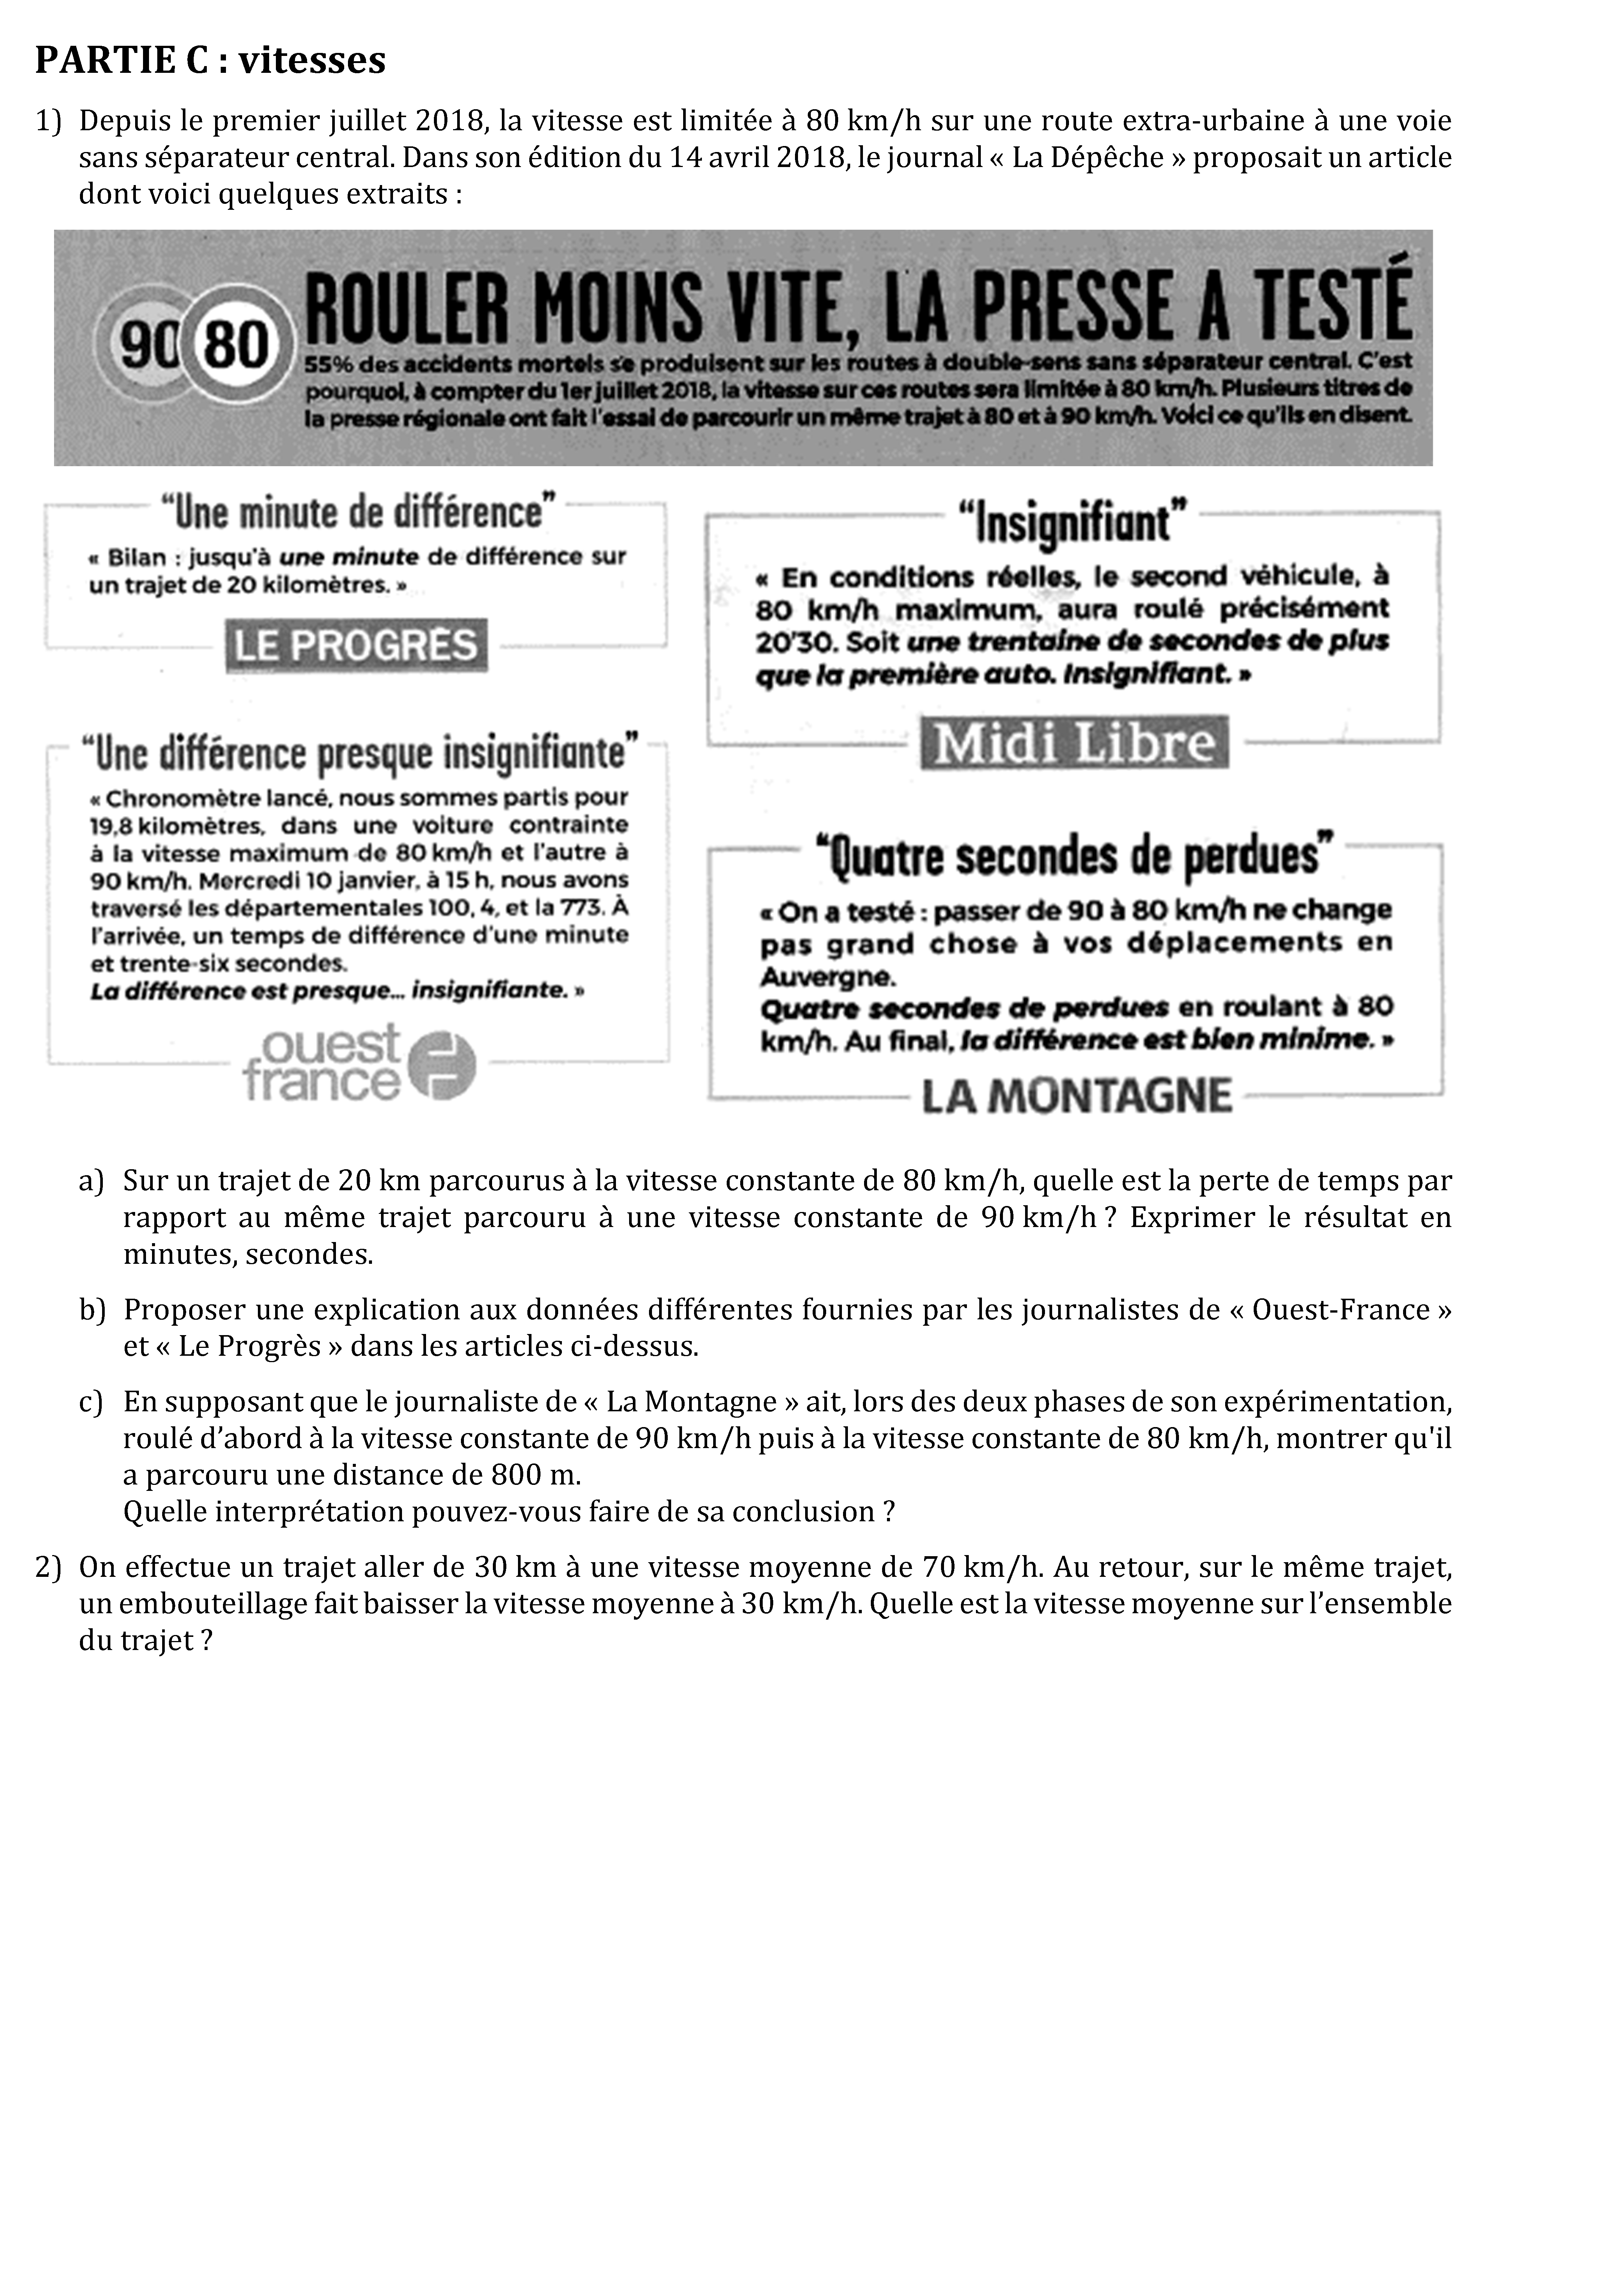 PARTIE C : vitesses
1) Depuis le premier juillet 2018, la vitesse est limitée à 80 km/h sur une route extra-urbaine à une voie
sans séparateur central. Dans son édition du 14 avril 2018, le journal « La Dépêche » proposait un article
dont voici quelques extraits :
90 80
ROULER MOINS VITE, LA PRESSE A TESTÉ
55% des accidents mortels se produisent sur les routes à double-sens sans séparateur central. C'est
pourquoi, à compter du 1er juillet 2018, la vitesse sur ces routes sera limitée à 80 km/h. Plusieurs titres de
la presse régionale ont fait l'essai de parcourir un même trajet à 80 et à 90 km/h. Voici ce qu'ils en disent.
“Une minute de différence”
« Bilan : jusqu'à une minute de différence sur
un trajet de 20 kilomètres. »
LE PROGRÈS
“Une différence presque insignifiante”
« Chronomètre lancé, nous sommes partis pour
19,8 kilomètres, dans une voiture contrainte
à la vitesse maximum de 80 km/h et l'autre à
90 km/h. Mercredi 10 janvier, à 15 h, nous avons
traversé les départementales 100, 4, et la 773. À
l'arrivée, un temps de différence d'une minute
et trente-six secondes.
La différence est presque... insignifiante. »
ouest
france
“Insignifiant”
« En conditions réelles, le second véhicule, à
80 km/h maximum, aura roulé précisément
20'30. Soit une trentaine de secondes de plus
que la première auto. Insignifiant. »
Midi Libre
“Quatre secondes de perdues”
« On a testé : passer de 90 à 80 km/h ne change
pas grand chose à vos déplacements en
Auvergne.
Quatre secondes de perdues en roulant à 80
km/h. Au final, la différence est bien minime. »
LA MONTAGNE
a) Sur un trajet de 20 km parcourus à la vitesse constante de 80 km/h, quelle est la perte de temps par
rapport au même trajet parcouru à une vitesse constante de 90 km/h ? Exprimer le résultat en
minutes, secondes.
b) Proposer une explication aux données différentes fournies par les journalistes de « Ouest-France »
et « Le Progrès » dans les articles ci-dessus.
c) En supposant que le journaliste de « La Montagne » ait, lors des deux phases de son expérimentation,
roulé d’abord à la vitesse constante de 90 km/h puis à la vitesse constante de 80 km/h, montrer qu'il
a parcouru une distance de 800 m.
Quelle interprétation pouvez-vous faire de sa conclusion ?
2) On effectue un trajet aller de 30 km à une vitesse moyenne de 70 km/h. Au retour, sur le même trajet,
un embouteillage fait baisser la vitesse moyenne à 30 km/h. Quelle est la vitesse moyenne sur l’ensemble
du trajet ?